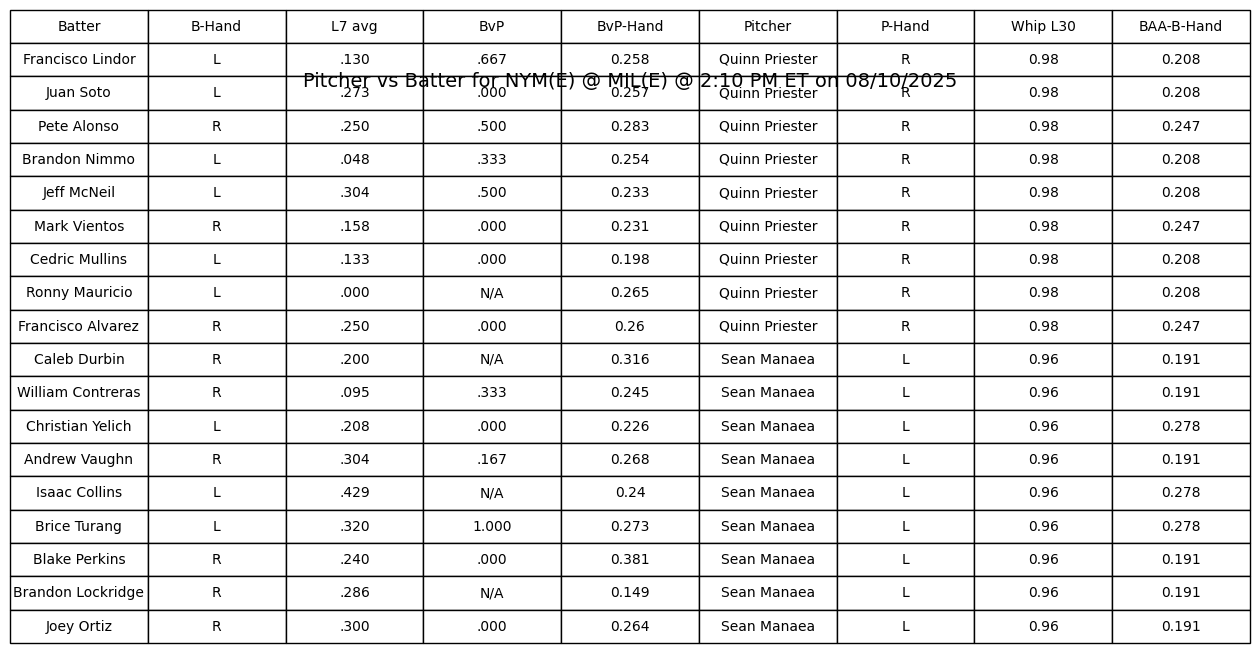 Batter B-Hand L7 avg BvP BvP-Hand Pitcher P-Hand Whip L30 BAA-B-Hand
Francisco Lindor L .130 .667 0.258 Quinn Priester R 0.98 0.208
Pitcher vs Batter for NYM(E) @ MIL(E) @ 2:10 PM ET on 08/10/2025
Juan Soto L .273 .000 0.257 Quinn Priester R 0.98 0.208
Pete Alonso R .250 .500 0.283 Quinn Priester R 0.98 0.247
Brandon Nimmo L .048 .333 0.254 Quinn Priester R 0.98 0.208
Jeff McNeil L .304 .500 0.233 Quinn Priester R 0.98 0.208
Mark Vientos R .158 .000 0.231 Quinn Priester R 0.98 0.247
Cedric Mullins L .133 .000 0.198 Quinn Priester R 0.98 0.208
Ronny Mauricio L .000 N/A 0.265 Quinn Priester R 0.98 0.208
Francisco Alvarez R .250 .000 0.26 Quinn Priester R 0.98 0.247
Caleb Durbin R .200 N/A 0.316 Sean Manaea L 0.96 0.191
William Contreras R .095 .333 0.245 Sean Manaea L 0.96 0.191
Christian Yelich L .208 .000 0.226 Sean Manaea L 0.96 0.278
Andrew Vaughn R .304 .167 0.268 Sean Manaea L 0.96 0.191
Isaac Collins L .429 N/A 0.24 Sean Manaea L 0.96 0.278
Brice Turang L .320 1.000 0.273 Sean Manaea L 0.96 0.278
Blake Perkins R .240 .000 0.381 Sean Manaea L 0.96 0.191
Brandon Lockridge R .286 N/A 0.149 Sean Manaea L 0.96 0.191
Joey Ortiz R .300 .000 0.264 Sean Manaea L 0.96 0.191